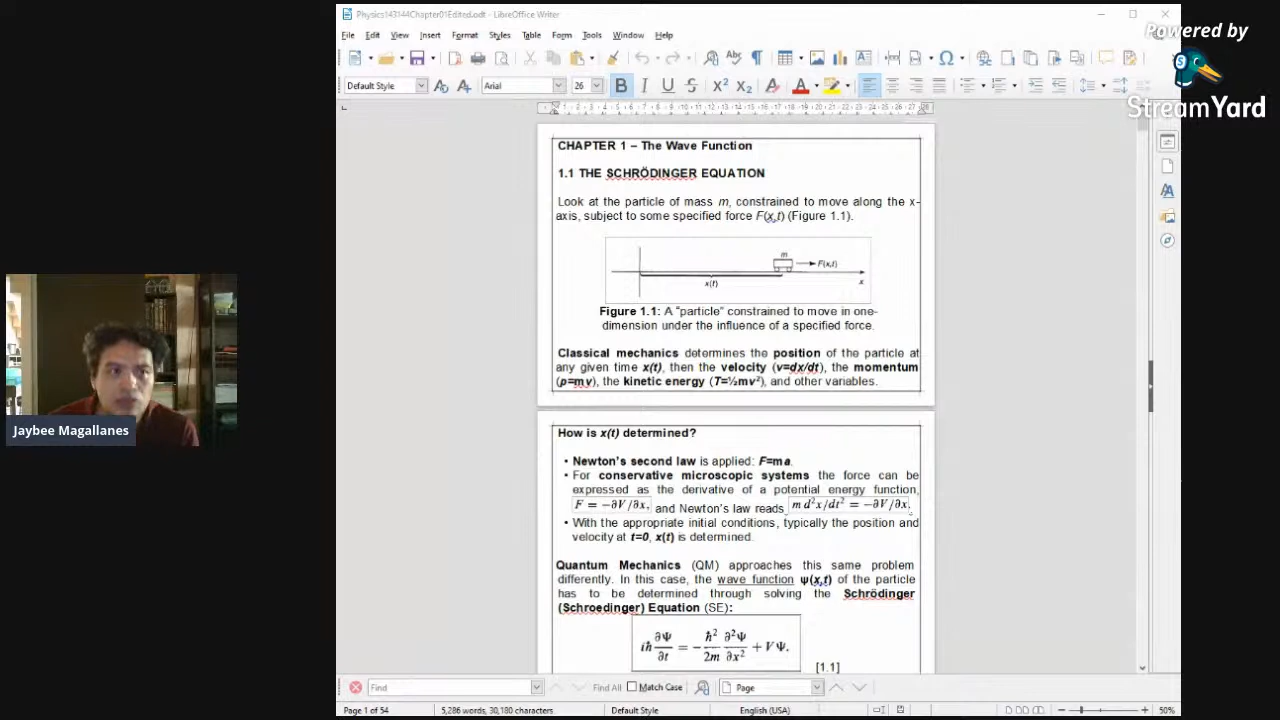 Physics143144Chapter01Edited.odt - LibreOffice Writer
Powered by
StreamYard
File Edit View Insert Format Styles Table Form Tools Window Help
Default Style
Arial
26
CHAPTER 1 – The Wave Function
1.1 THE SCHRÖDINGER EQUATION
Look at the particle of mass m, constrained to move along the x-
axis, subject to some specified force F(x,t) (Figure 1.1).
m
F(x,t)
x(t)
x
Figure 1.1: A "particle" constrained to move in one-
dimension under the influence of a specified force.
Classical mechanics determines the position of the particle at
any given time x(t), then the velocity (v=dx/dt), the momentum
(p=mv), the kinetic energy (T=½mv²), and other variables.
How is x(t) determined?
• Newton's second law is applied: F=ma.
• For conservative microscopic systems the force can be
expressed as the derivative of a potential energy function,
F = −∂V/∂x, and Newton's law reads m d²x/dt² = −∂V/∂x.
• With the appropriate initial conditions, typically the position and
velocity at t=0, x(t) is determined.
Quantum Mechanics (QM) approaches this same problem
differently. In this case, the wave function ψ(x,t) of the particle
has to be determined through solving the Schrödinger
(Schroedinger) Equation (SE):
iħ ∂Ψ/∂t = − ħ²/2m ∂²Ψ/∂x² + VΨ.
[1.1]
Jaybee Magallanes
Find
Find All
Match Case
Page
Page 1 of 54
5,286 words, 30,180 characters
Default Style
English (USA)
50%